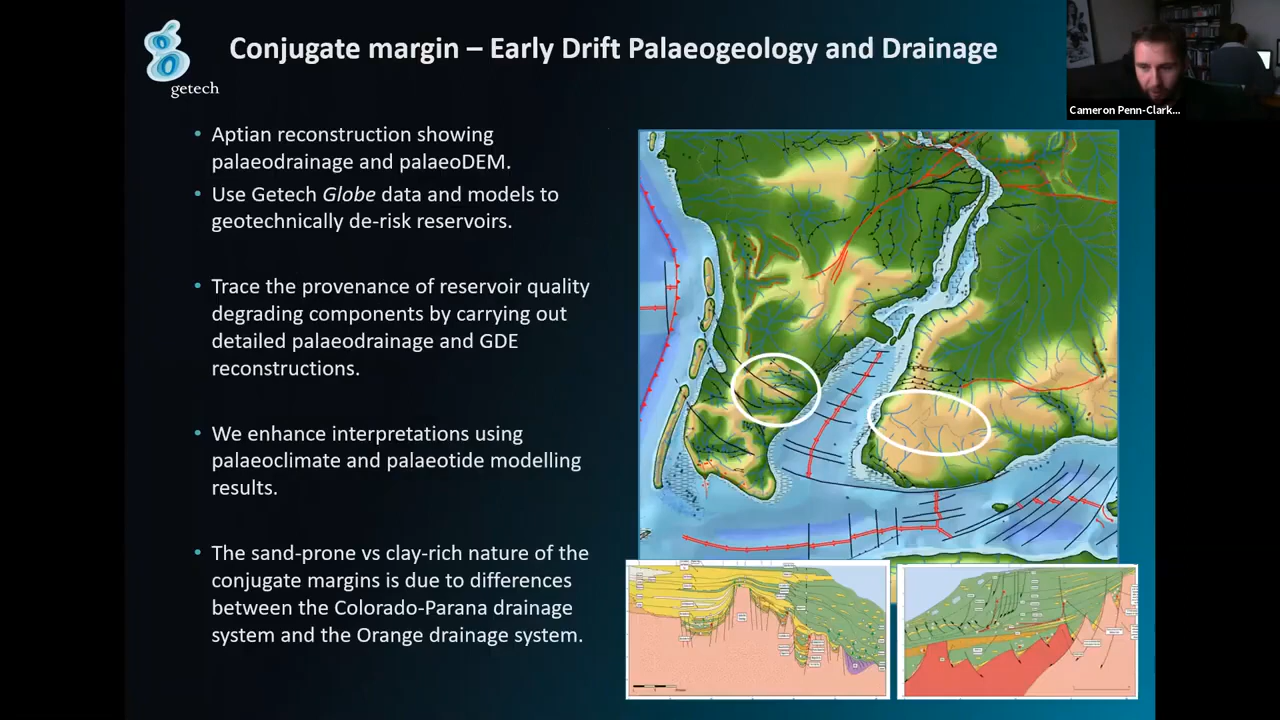 Conjugate margin – Early Drift Palaeogeology and Drainage
getech
Cameron Penn-Clark...
• Aptian reconstruction showing
palaeodrainage and palaeoDEM.
• Use Getech Globe data and models to
geotechnically de-risk reservoirs.
• Trace the provenance of reservoir quality
degrading components by carrying out
detailed palaeodrainage and GDE
reconstructions.
• We enhance interpretations using
palaeoclimate and palaeotide modelling
results.
• The sand-prone vs clay-rich nature of the
conjugate margins is due to differences
between the Colorado-Parana drainage
system and the Orange drainage system.